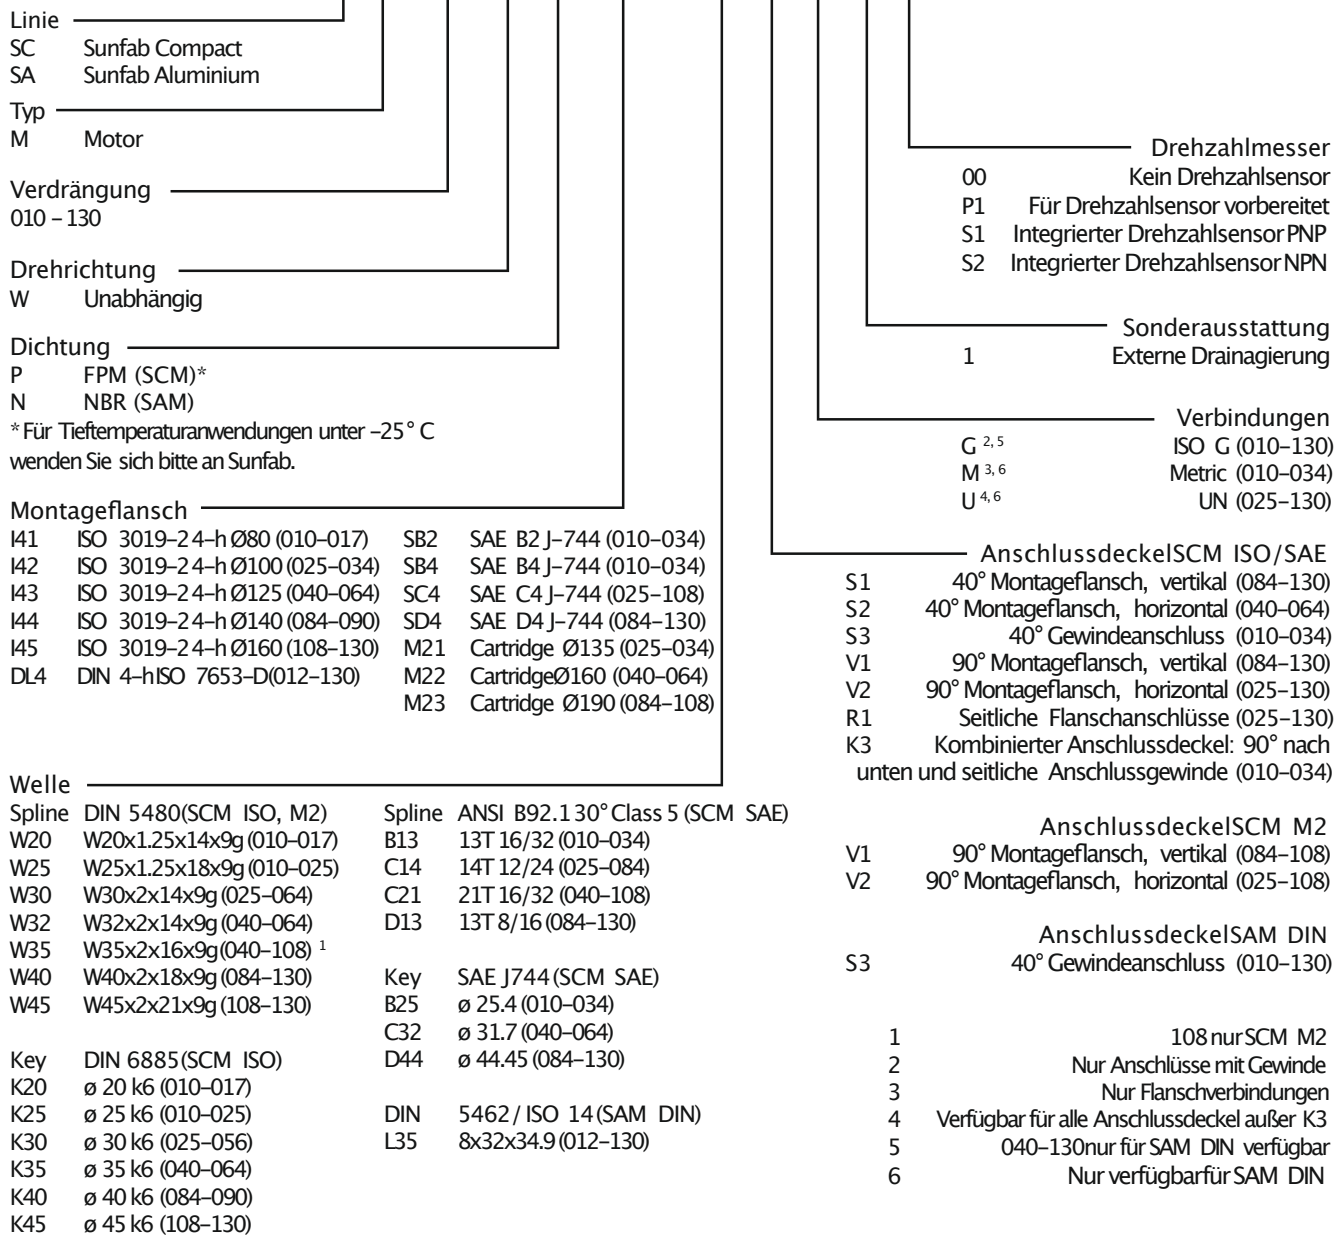 Linie
SC Sunfab Compact
SA Sunfab Aluminium
Typ
M Motor
Verdrängung
010 – 130
Drehrichtung
W Unabhängig
Dichtung
P FPM (SCM)*
N NBR (SAM)
*Für Tieftemperaturanwendungen unter –25° C
wenden Sie sich bitte an Sunfab.
Montageflansch
I41 ISO 3019–2 4–h Ø80 (010–017)
I42 ISO 3019–2 4–h Ø100 (025–034)
I43 ISO 3019–2 4–h Ø125 (040–064)
I44 ISO 3019–2 4–h Ø140 (084–090)
I45 ISO 3019–2 4–h Ø160 (108–130)
DL4 DIN 4–hISO 7653–D(012–130)
SB2 SAE B2 J–744 (010–034)
SB4 SAE B4 J–744 (010–034)
SC4 SAE C4 J–744 (025–108)
SD4 SAE D4 J–744 (084–130)
M21 Cartridge Ø135 (025–034)
M22 CartridgeØ160 (040–064)
M23 Cartridge Ø190 (084–108)
Welle
Spline DIN 5480(SCM ISO, M2)
W20 W20x1.25x14x9g (010–017)
W25 W25x1.25x18x9g (010–025)
W30 W30x2x14x9g (025–064)
W32 W32x2x14x9g (040–064)
W35 W35x2x16x9g(040–108) 1
W40 W40x2x18x9g (084–130)
W45 W45x2x21x9g (108–130)
Key DIN 6885(SCM ISO)
K20 ø 20 k6 (010–017)
K25 ø 25 k6 (010–025)
K30 ø 30 k6 (025–056)
K35 ø 35 k6 (040–064)
K40 ø 40 k6 (084–090)
K45 ø 45 k6 (108–130)
Spline ANSI B92.1 30° Class 5 (SCM SAE)
B13 13T 16/32 (010–034)
C14 14T 12/24 (025–084)
C21 21T 16/32 (040–108)
D13 13T 8/16 (084–130)
Key SAE J744 (SCM SAE)
B25 ø 25.4 (010–034)
C32 ø 31.7 (040–064)
D44 ø 44.45 (084–130)
DIN 5462 / ISO 14 (SAM DIN)
L35 8x32x34.9 (012–130)
Drehzahlmesser
00 Kein Drehzahlsensor
P1 Für Drehzahlsensor vorbereitet
S1 Integrierter Drehzahlsensor PNP
S2 Integrierter Drehzahlsensor NPN
Sonderausstattung
1 Externe Drainagierung
Verbindungen
G 2, 5 ISO G (010–130)
M 3, 6 Metric (010–034)
U 4, 6 UN (025–130)
AnschlussdeckelSCM ISO/SAE
S1 40° Montageflansch, vertikal (084–130)
S2 40° Montageflansch, horizontal (040–064)
S3 40° Gewindeanschluss (010–034)
V1 90° Montageflansch, vertikal (084–130)
V2 90° Montageflansch, horizontal (025–130)
R1 Seitliche Flanschanschlüsse (025–130)
K3 Kombinierter Anschlussdeckel: 90° nach
unten und seitliche Anschlussgewinde (010–034)
AnschlussdeckelSCM M2
V1 90° Montageflansch, vertikal (084–108)
V2 90° Montageflansch, horizontal (025–108)
AnschlussdeckelSAM DIN
S3 40° Gewindeanschluss (010–130)
1 108 nur SCM M2
2 Nur Anschlüsse mit Gewinde
3 Nur Flanschverbindungen
4 Verfügbar für alle Anschlussdeckel außer K3
5 040–130nur für SAM DIN verfügbar
6 Nur verfügbarfür SAM DIN